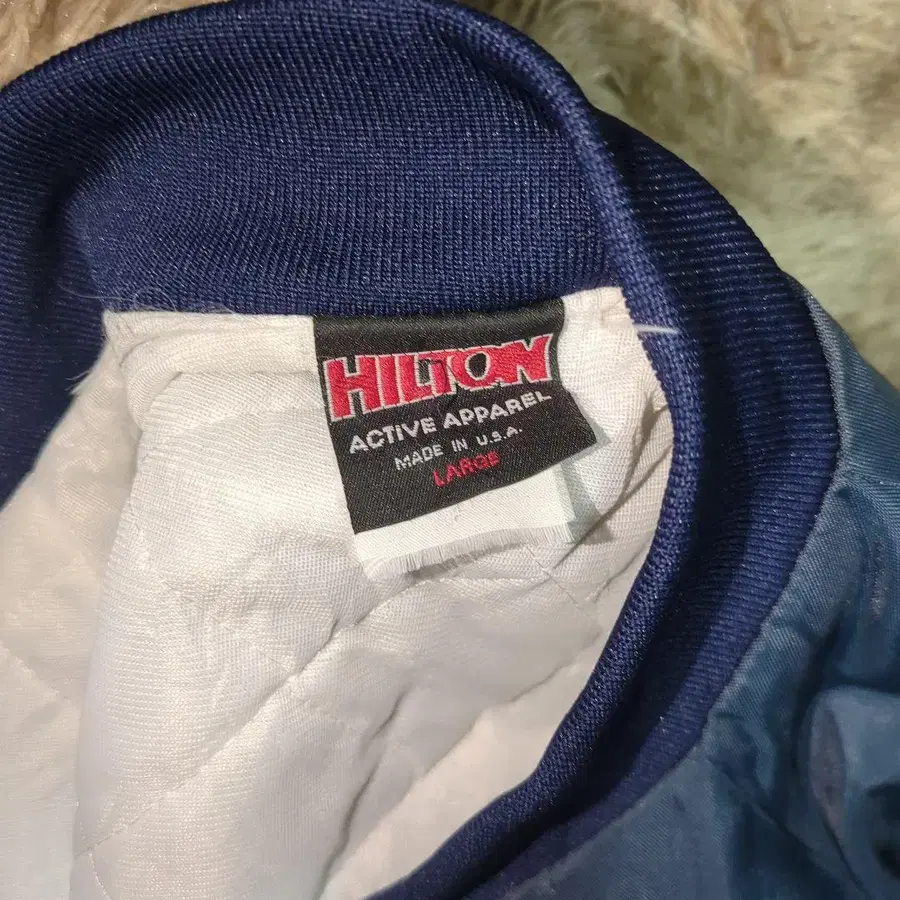 HILTON
ACTIVE APPAREL
MADE IN U.S.A.
LARGE